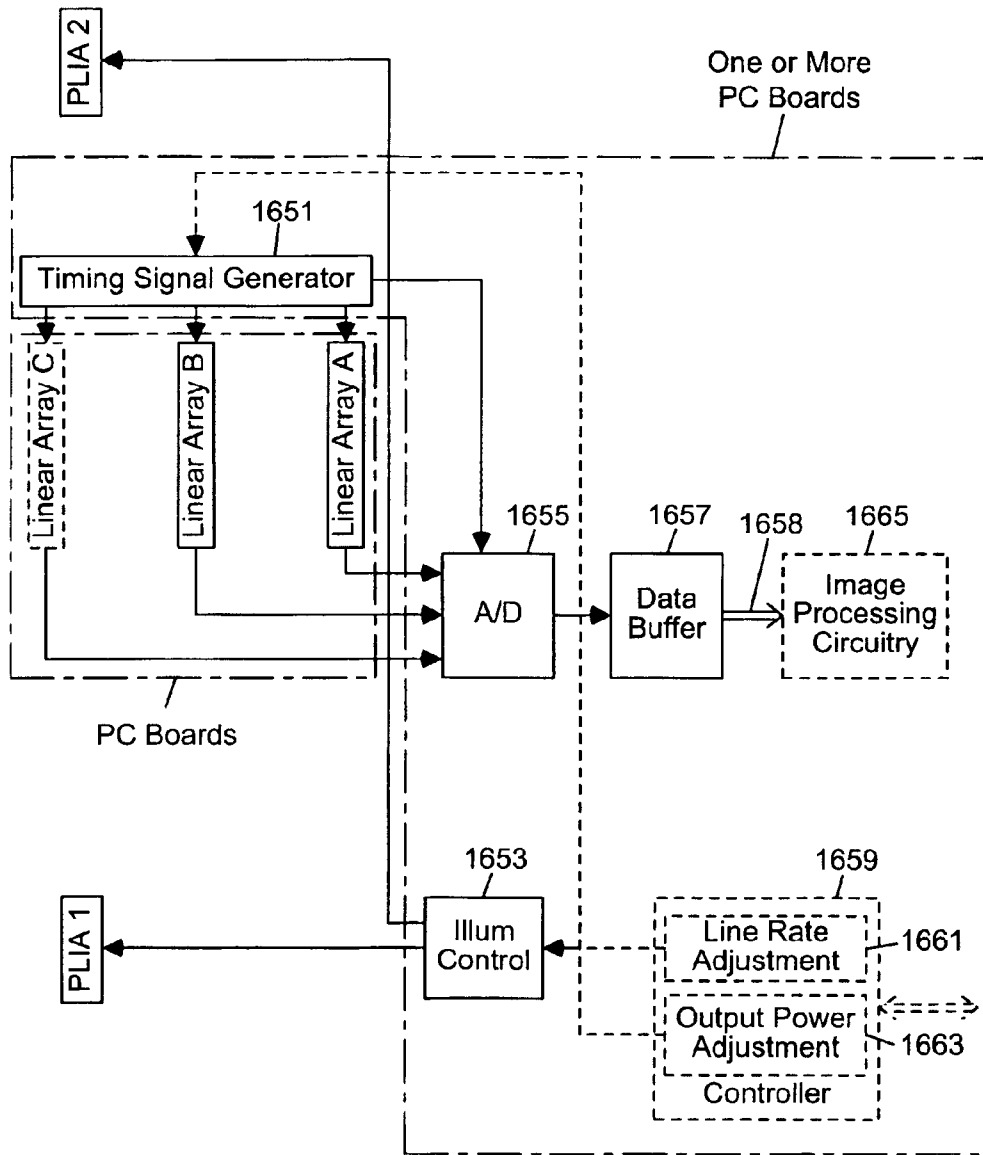 PLIA 2
One or More
PC Boards
1651
Timing Signal Generator
Linear Array C
Linear Array B
Linear Array A
1655
1657
1658
1665
A/D
Data
Buffer
Image
Processing
Circuitry
PC Boards
1653
1659
PLIA 1
Illum
Control
Line Rate
Adjustment
1661
Output Power
Adjustment
1663
Controller